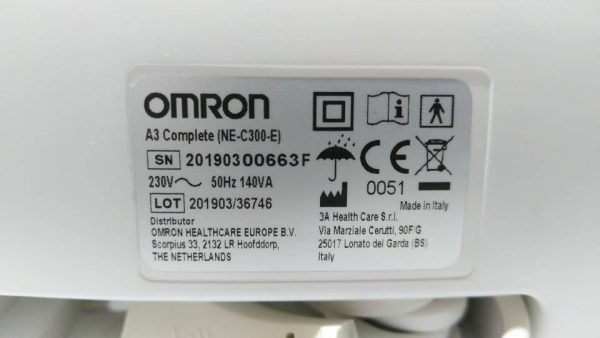 OMRON
A3 Complete (NE-C300-E)
SN 20190300663F
230V 50Hz 140VA
LOT 201903/36746
Distributor
OMRON HEALTHCARE EUROPE B.V.
Scorpius 33, 2132 LR Hoofddorp,
THE NETHERLANDS
CE
0051
Made in Italy
3A Health Care S.r.l.
Via Marziale Cerutti, 90F/G
25017 Lonato del Garda (BS)
Italy